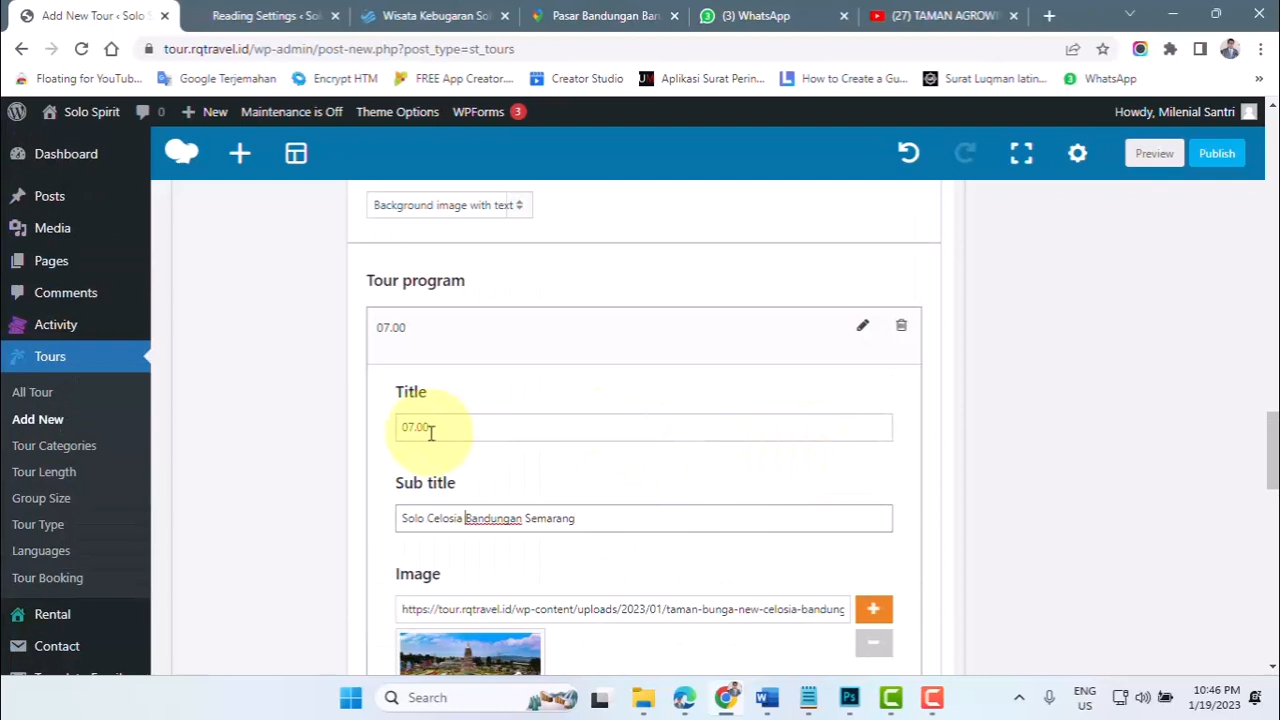 Add New Tour ‹ Solo S
Reading Settings ‹ Sol
Wisata Kebugaran Sol
Pasar Bandungan Ban
(3) WhatsApp
(27) TAMAN AGROW
tour.rqtravel.id/wp-admin/post-new.php?post_type=st_tours
Floating for YouTub...
Google Terjemahan
Encrypt HTM
FREE App Creator....
Creator Studio
Aplikasi Surat Perin...
How to Create a Gu...
Surat Luqman latin...
WhatsApp
»
Solo Spirit
0
New
Maintenance is Off
Theme Options
WPForms 3
Howdy, Milenial Santri
Dashboard
Preview
Publish
Posts
Media
Pages
Comments
Activity
Tours
All Tour
Add New
Tour Categories
Tour Length
Group Size
Tour Type
Languages
Tour Booking
Rental
Contact
Background image with text
Tour program
07.00
Title
07.00
Sub title
Solo Celosia Bandungan Semarang
Image
https://tour.rqtravel.id/wp-content/uploads/2023/01/taman-bunga-new-celosia-bandung
Search
ENG
US
10:46 PM
1/19/2023